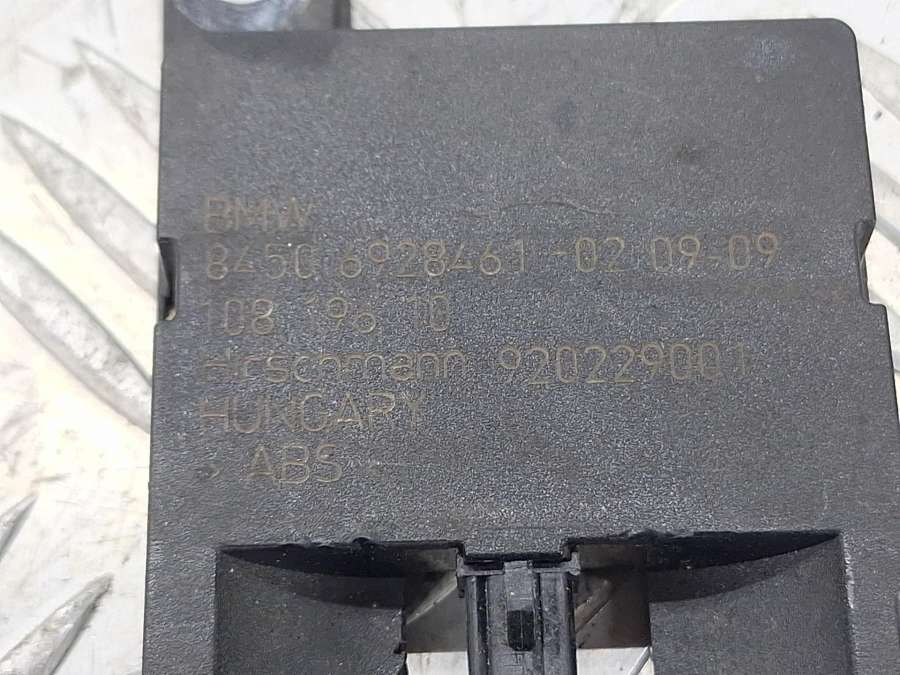 BMW
8450 6928461-02 09.09
108 196 10
Hirschmann 920229001
HUNGARY
> ABS